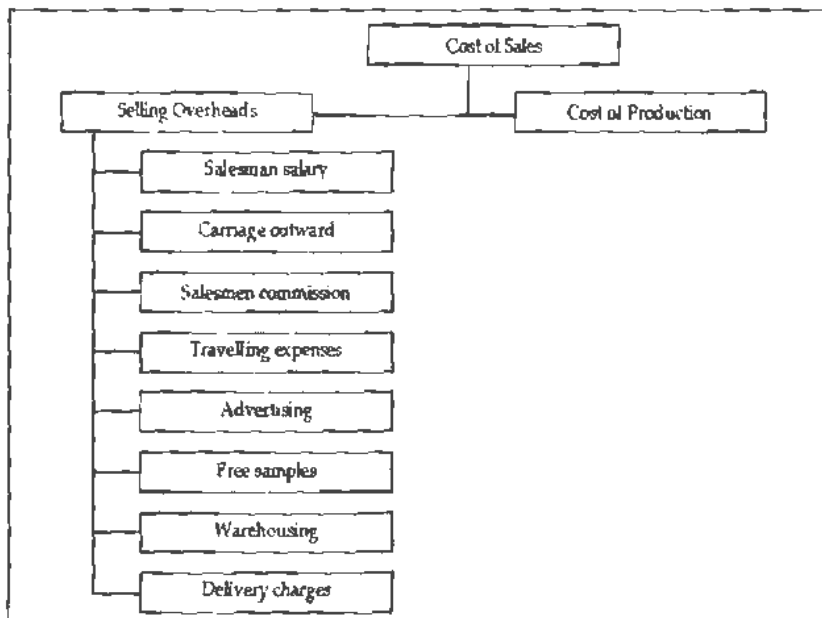 Cost of Sales
Selling Overheads
Cost of Production
Salesman salary
Carriage outward
Salesmen commission
Travelling expenses
Advertising
Free samples
Warehousing
Delivery charges